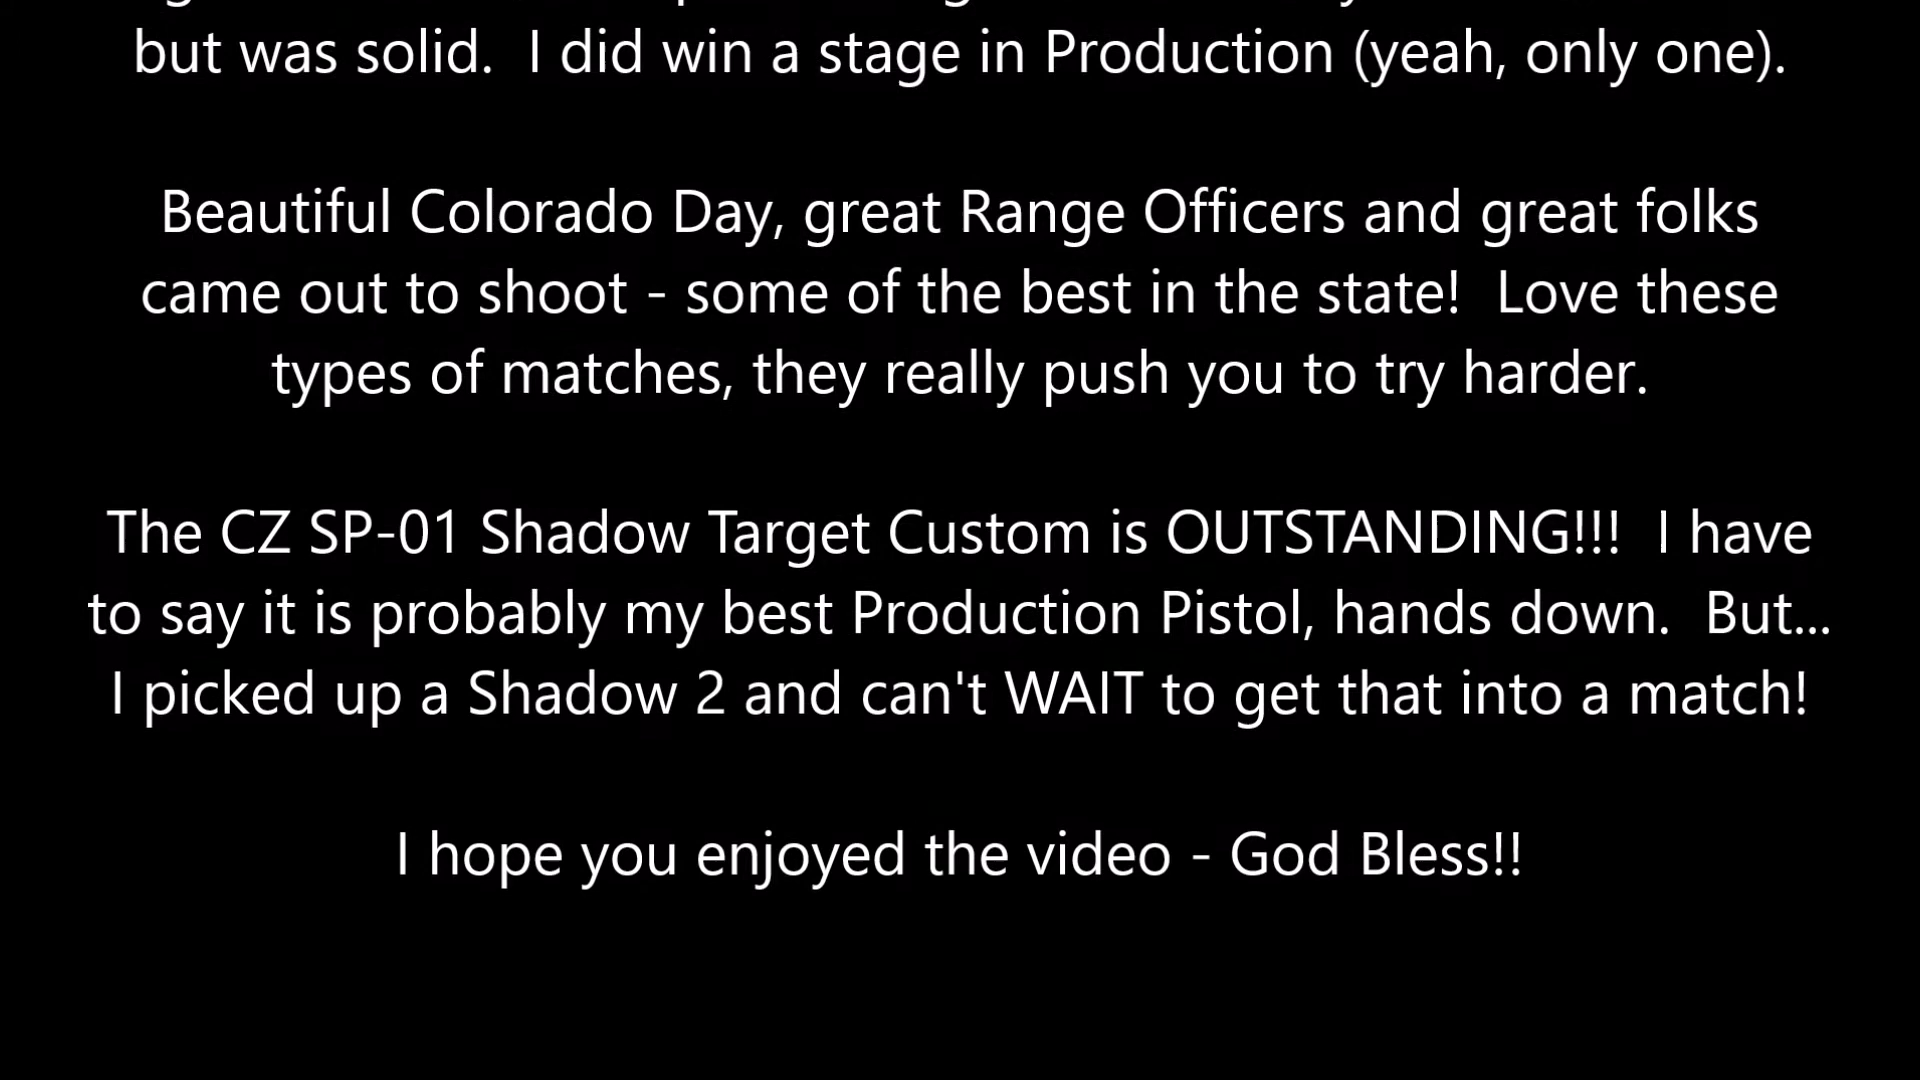 but was solid.  I did win a stage in Production (yeah, only one).
Beautiful Colorado Day, great Range Officers and great folks
came out to shoot - some of the best in the state!  Love these
types of matches, they really push you to try harder.
The CZ SP-01 Shadow Target Custom is OUTSTANDING!!!  I have
to say it is probably my best Production Pistol, hands down.  But...
I picked up a Shadow 2 and can't WAIT to get that into a match!
I hope you enjoyed the video - God Bless!!